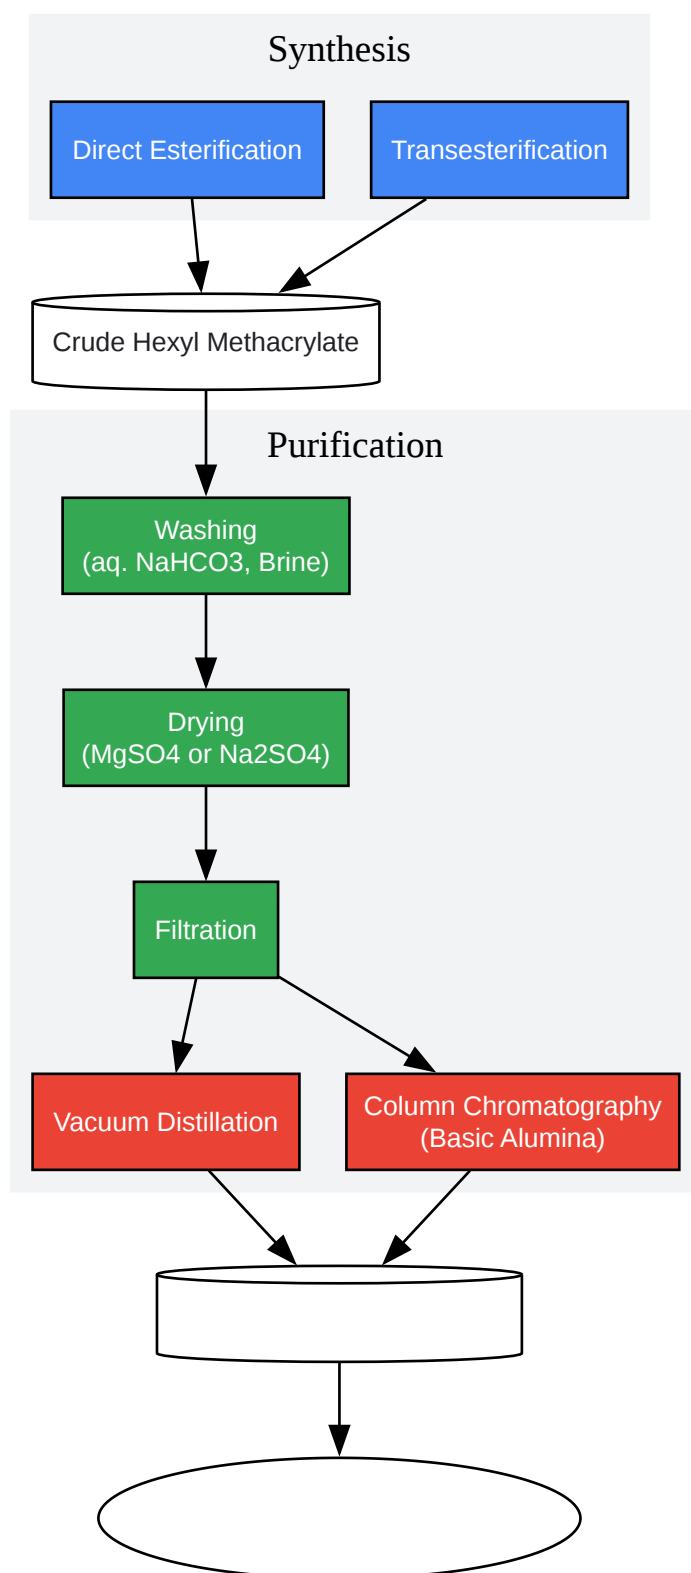 Synthesis
Direct Esterification
Transesterification
Crude Hexyl Methacrylate
Purification
Washing
(aq. NaHCO3, Brine)
Drying
(MgSO4 or Na2SO4)
Filtration
Vacuum Distillation
Column Chromatography
(Basic Alumina)